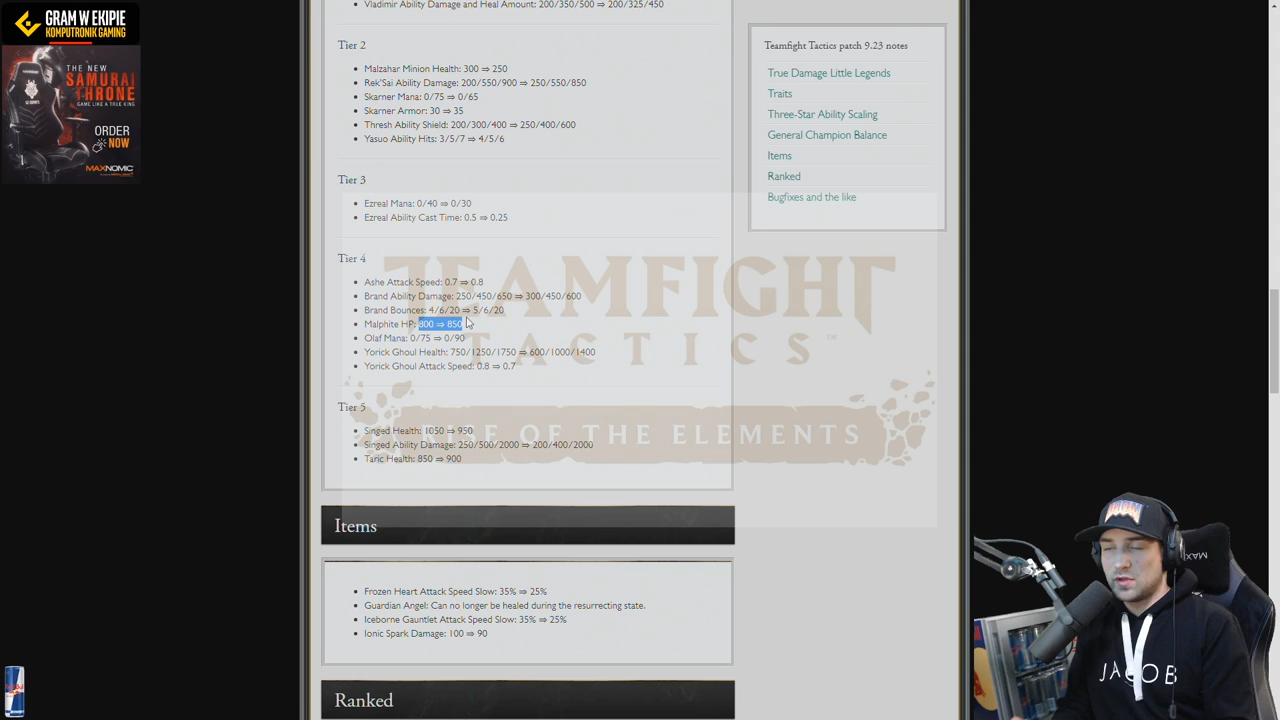 GRAM W EKIPIE
KOMPUTRONIK GAMING
THE NEW
SAMURAI
THRONE
GAME LIKE A TRUE KING
ORDER
NOW
MAXNOMIC
Vladimir Ability Damage and Heal Amount: 200/350/500 ⇒ 200/325/450
Tier 2
Malzahar Minion Health: 300 ⇒ 250
Rek'Sai Ability Damage: 200/550/900 ⇒ 250/550/850
Skarner Mana: 0/75 ⇒ 0/65
Skarner Armor: 30 ⇒ 35
Thresh Ability Shield: 200/300/400 ⇒ 250/400/600
Yasuo Ability Hits: 3/5/7 ⇒ 4/5/6
Tier 3
Ezreal Mana: 0/40 ⇒ 0/30
Ezreal Ability Cast Time: 0.5 ⇒ 0.25
Tier 4
Ashe Attack Speed: 0.7 ⇒ 0.8
Brand Ability Damage: 250/450/650 ⇒ 300/450/600
Brand Bounces: 4/6/20 ⇒ 5/6/20
Malphite HP: 800 ⇒ 850
Olaf Mana: 0/75 ⇒ 0/90
Yorick Ghoul Health: 750/1250/1750 ⇒ 600/1000/1400
Yorick Ghoul Attack Speed: 0.8 ⇒ 0.7
Tier 5
Singed Health: 1050 ⇒ 950
Singed Ability Damage: 250/500/2000 ⇒ 200/400/2000
Taric Health: 850 ⇒ 900
TEAMFIGHT
TACTICS™
OF THE ELEMENTS
Items
Frozen Heart Attack Speed Slow: 35% ⇒ 25%
Guardian Angel: Can no longer be healed during the resurrecting state.
Iceborne Gauntlet Attack Speed Slow: 35% ⇒ 25%
Ionic Spark Damage: 100 ⇒ 90
Ranked
Teamfight Tactics patch 9.23 notes
True Damage Little Legends
Traits
Three-Star Ability Scaling
General Champion Balance
Items
Ranked
Bugfixes and the like
JACOB